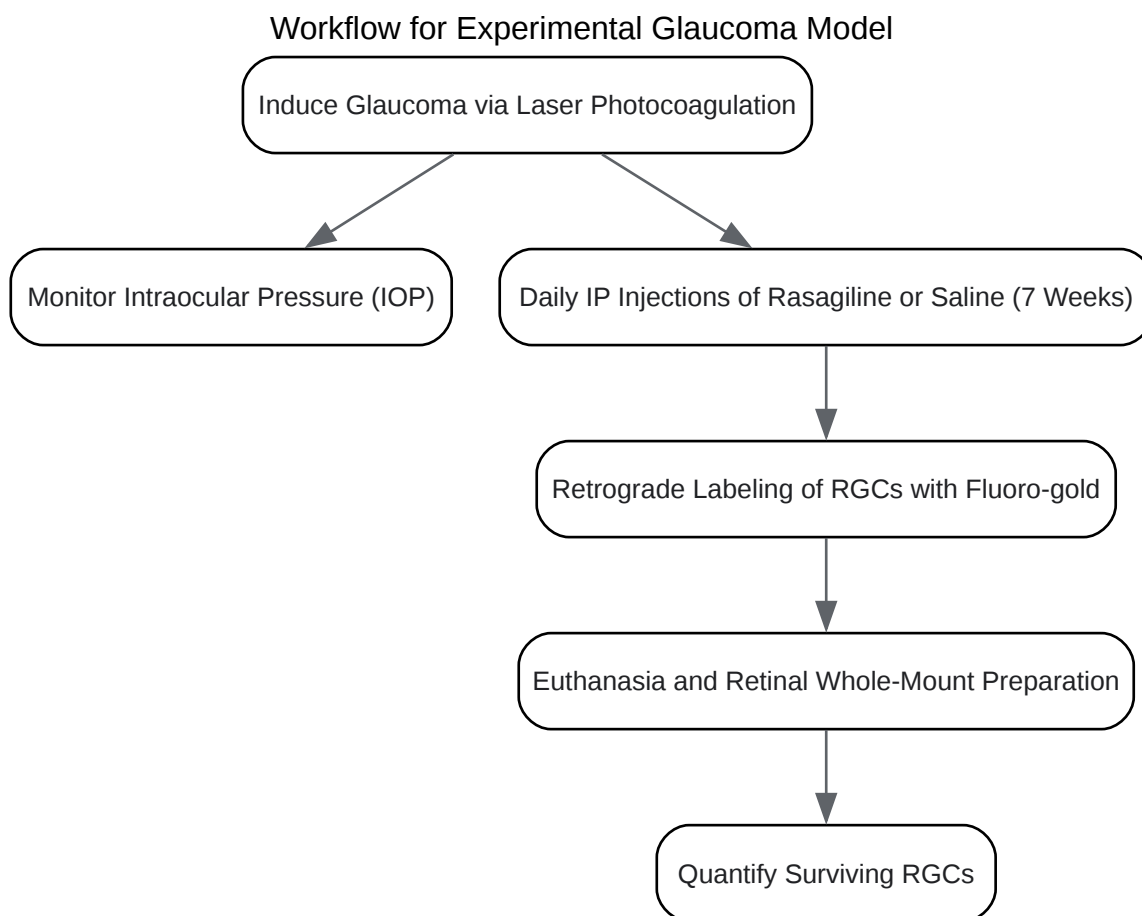 Workflow for Experimental Glaucoma Model
Induce Glaucoma via Laser Photocoagulation
Monitor Intraocular Pressure (IOP)
Daily IP Injections of Rasagiline or Saline (7 Weeks)
Retrograde Labeling of RGCs with Fluoro-gold
Euthanasia and Retinal Whole-Mount Preparation
Quantify Surviving RGCs